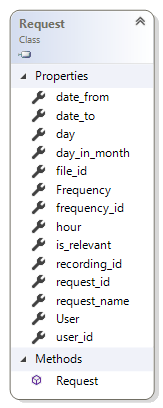 Request
Class
Properties
date_from
date_to
day
day_in_month
file_id
Frequency
frequency_id
hour
is_relevant
recording_id
request_id
request_name
User
user_id
Methods
Request